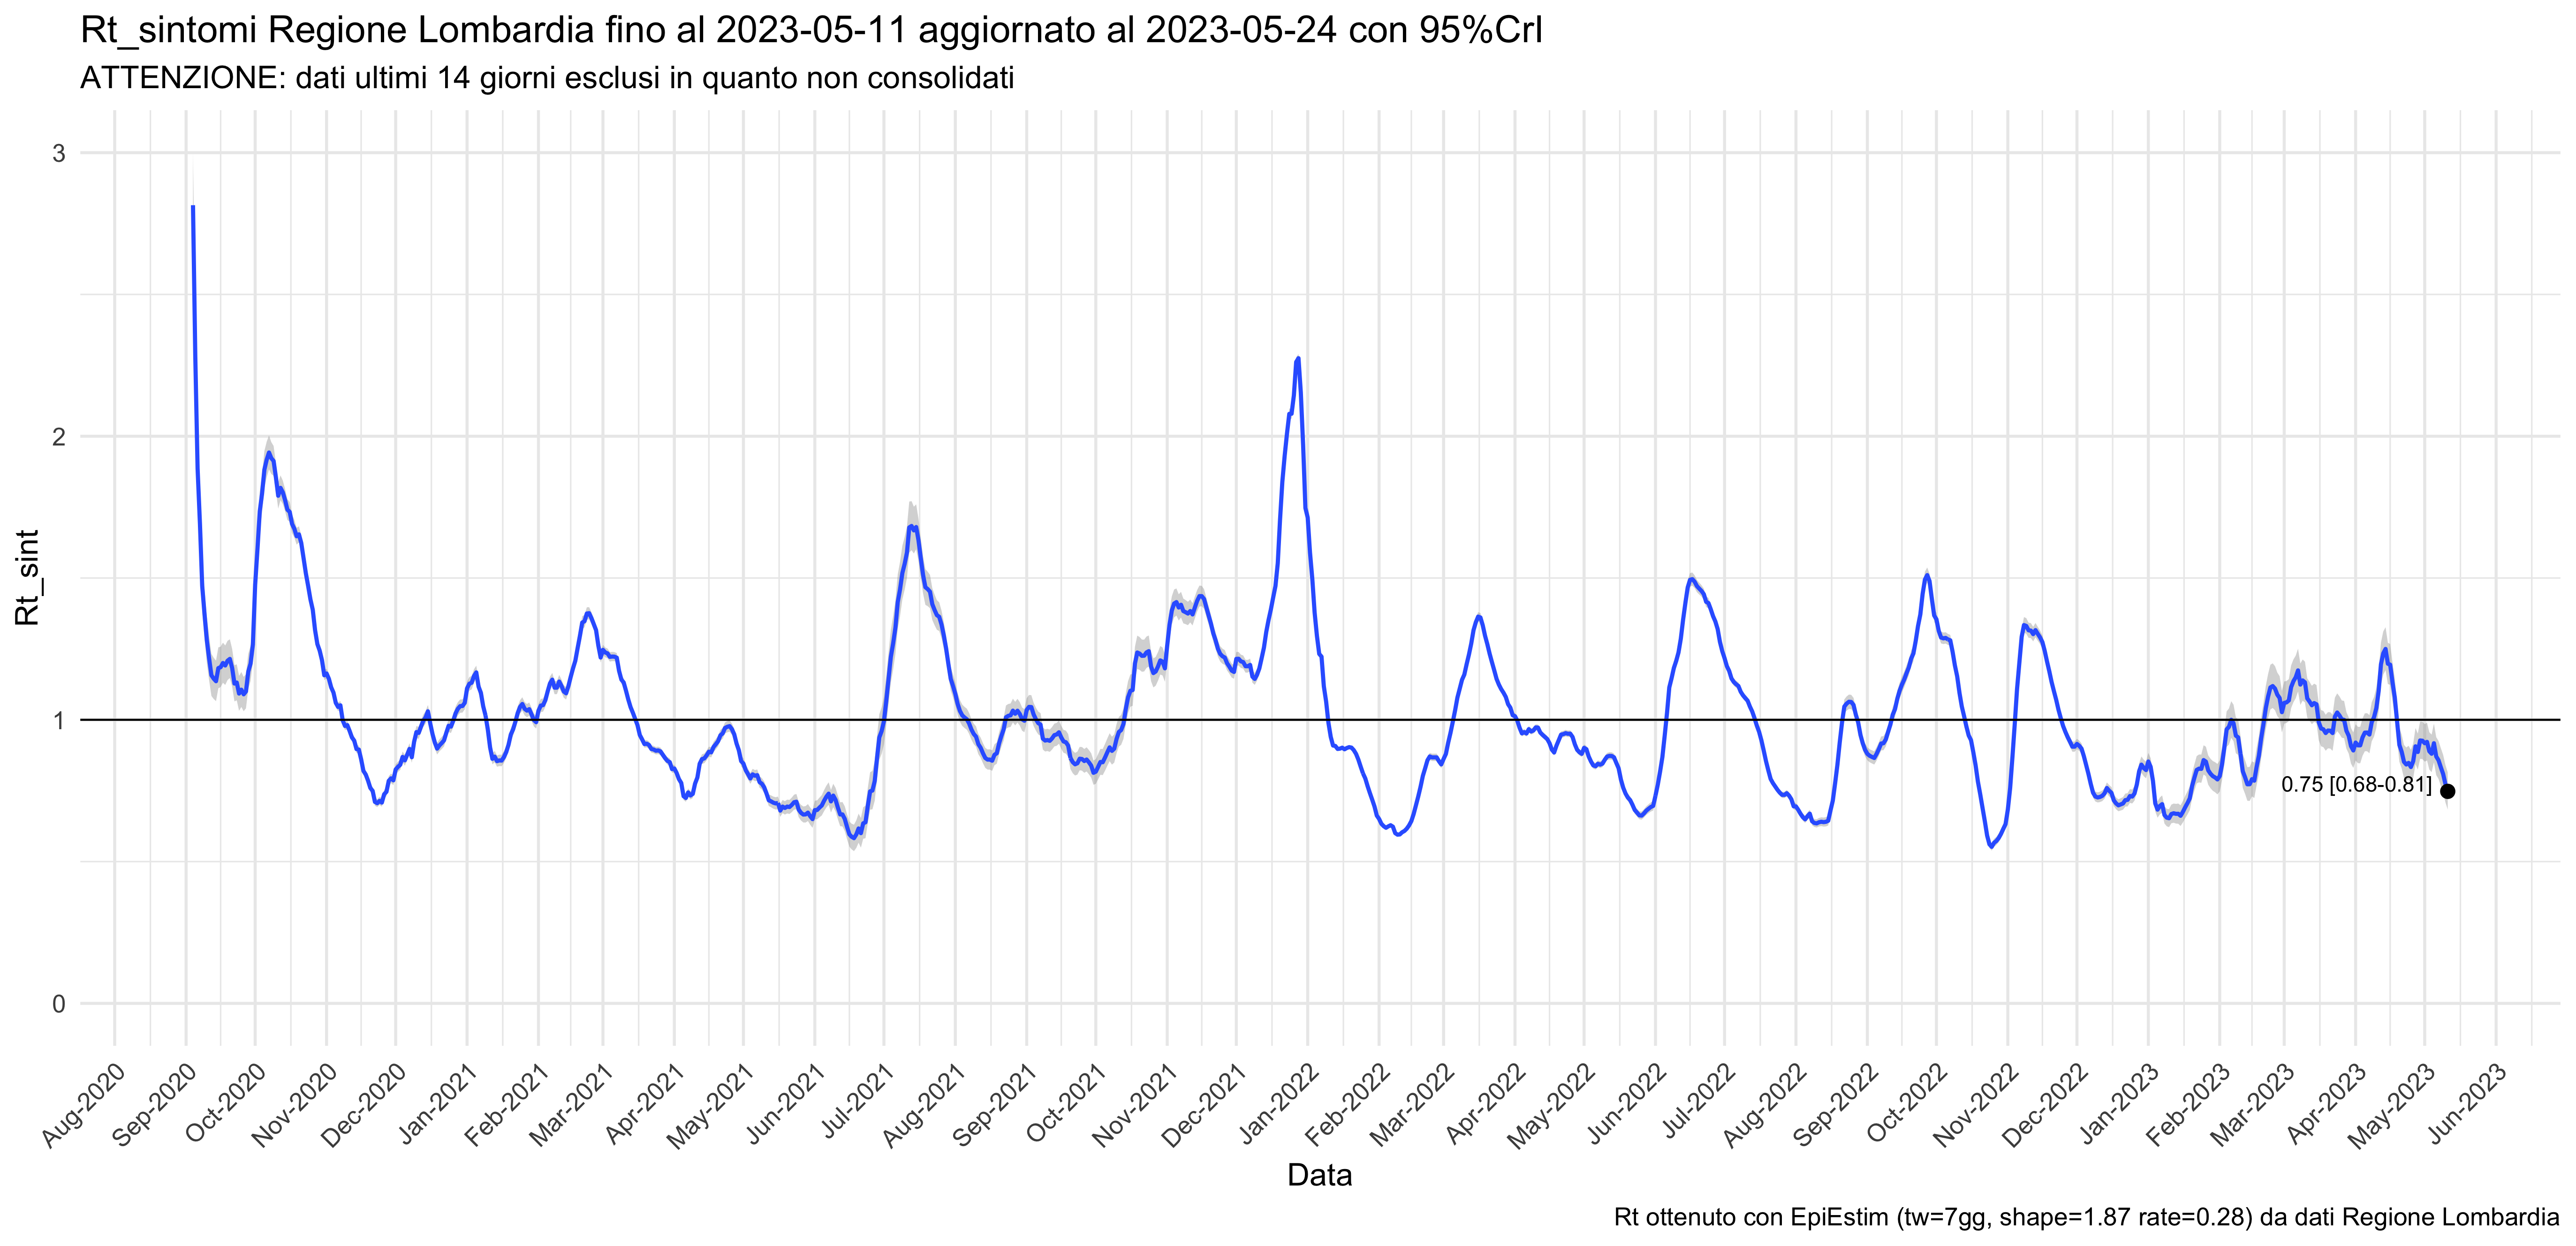 Rt_sintomi Regione Lombardia fino al 2023-05-11 aggiornato al 2023-05-24 con 95%CrI
ATTENZIONE: dati ultimi 14 giorni esclusi in quanto non consolidati
3
2
1
0
Rt_sint
0.75 [0.68-0.81]
Aug-2020
Sep-2020
Oct-2020
Nov-2020
Dec-2020
Jan-2021
Feb-2021
Mar-2021
Apr-2021
May-2021
Jun-2021
Jul-2021
Aug-2021
Sep-2021
Oct-2021
Nov-2021
Dec-2021
Jan-2022
Feb-2022
Mar-2022
Apr-2022
May-2022
Jun-2022
Jul-2022
Aug-2022
Sep-2022
Oct-2022
Nov-2022
Dec-2022
Jan-2023
Feb-2023
Mar-2023
Apr-2023
May-2023
Jun-2023
Data
Rt ottenuto con EpiEstim (tw=7gg, shape=1.87 rate=0.28) da dati Regione Lombardia